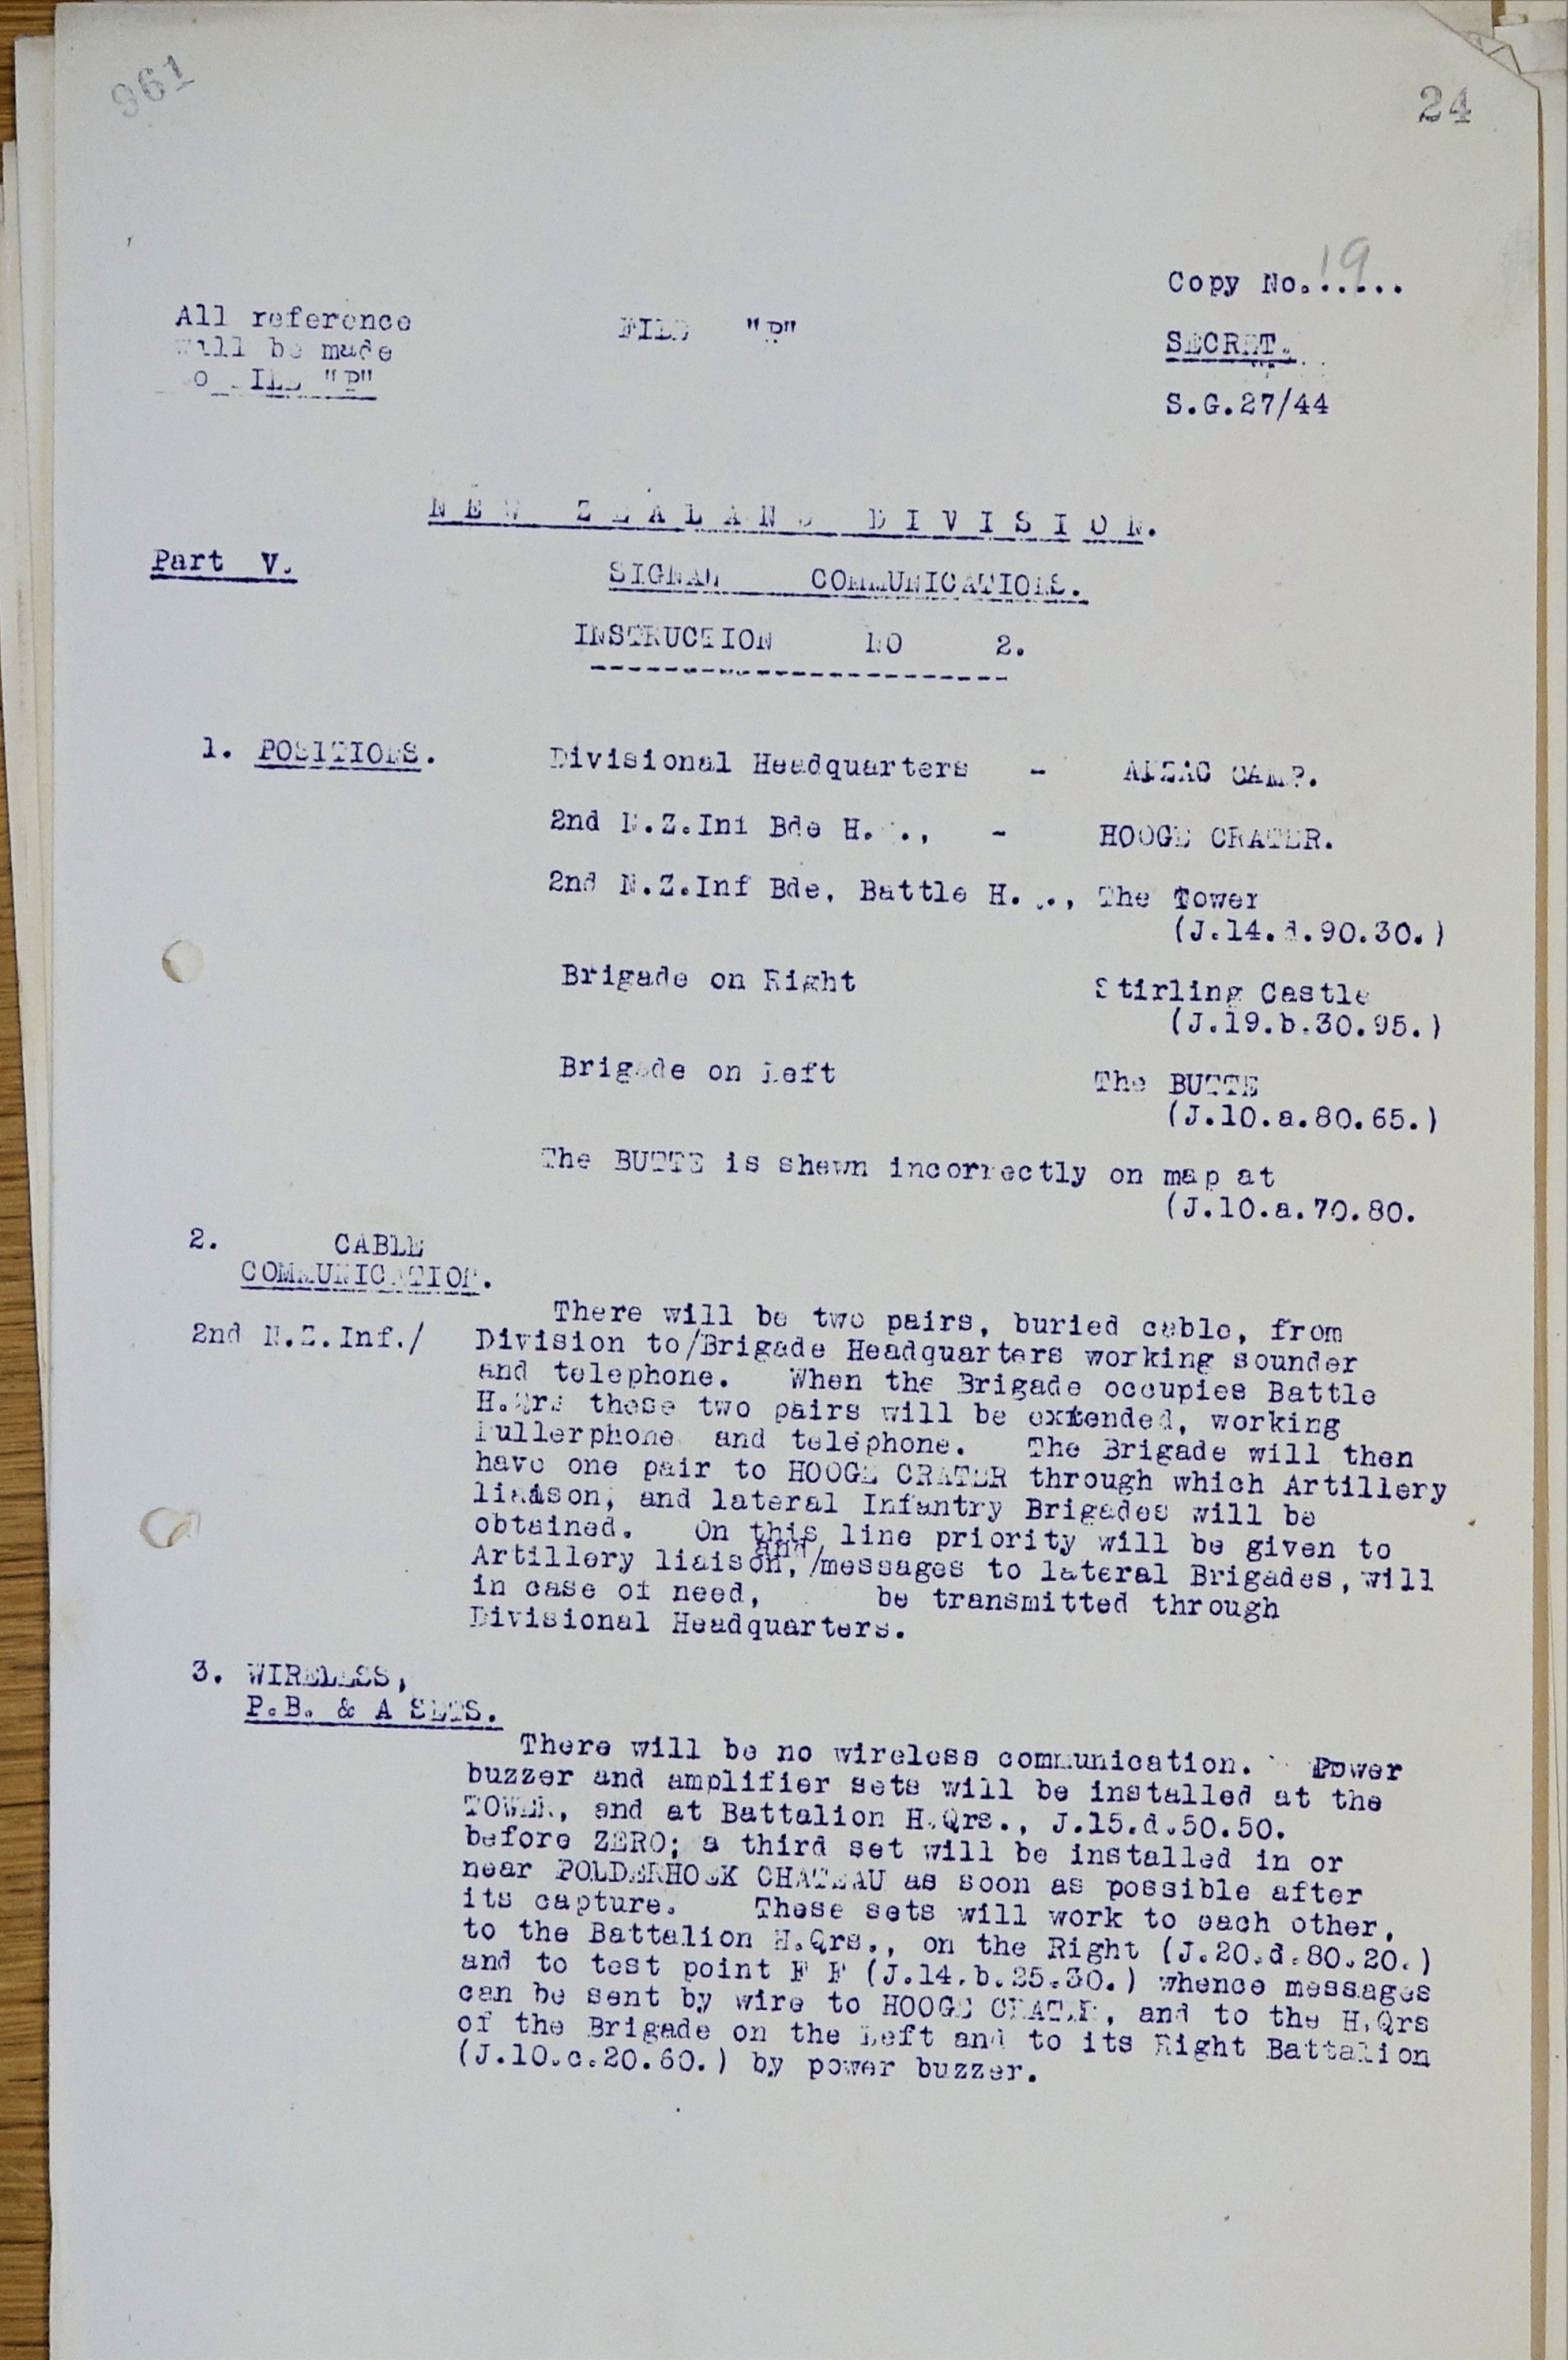 961
24
Copy No. 19
All reference
will be made
FILE "P"
SECRET.
to FILE "P"
S.G.27/44
NEW ZEALAND DIVISION.
Part V.
SIGNAL COMMUNICATIONS.
INSTRUCTION NO 2.
1. POSITIONS. Divisional Headquarters - ANZAC CAMP.
2nd N.Z.Inf Bde H. ., - HOOGE CRATER.
2nd N.Z.Inf Bde, Battle H. ., The Tower
(J.14.d.90.30.)
Brigade on Right Stirling Castle
(J.19.b.30.95.)
Brigade on Left The BUTTE
(J.10.a.80.65.)
The BUTTE is shewn incorrectly on map at
(J.10.a.70.80.
2. CABLE
COMMUNICATION.
There will be two pairs, buried cable, from
2nd N.Z.Inf./ Division to/Brigade Headquarters working sounder
and telephone. When the Brigade occupies Battle
H.Qrs these two pairs will be extended, working
Fullerphone and telephone. The Brigade will then
have one pair to HOOGE CRATER through which Artillery
liaison, and lateral Infantry Brigades will be
obtained. On this line priority will be given to
and
Artillery liaison,/messages to lateral Brigades, will
in case of need, be transmitted through
Divisional Headquarters.
3. WIRELESS,
P.B. & A SETS.
There will be no wireless communication. Power
buzzer and amplifier sets will be installed at the
TOWER, and at Battalion H.Qrs., J.15.d.50.50.
before ZERO; a third set will be installed in or
near POLDERHOEK CHATEAU as soon as possible after
its capture. These sets will work to each other,
to the Battalion H.Qrs., on the Right (J.20.d.80.20.)
and to test point F F (J.14.b.25.30.) whence messages
can be sent by wire to HOOGE CRATER, and to the H.Qrs
of the Brigade on the Left and to its Right Battalion
(J.10.c.20.60.) by power buzzer.